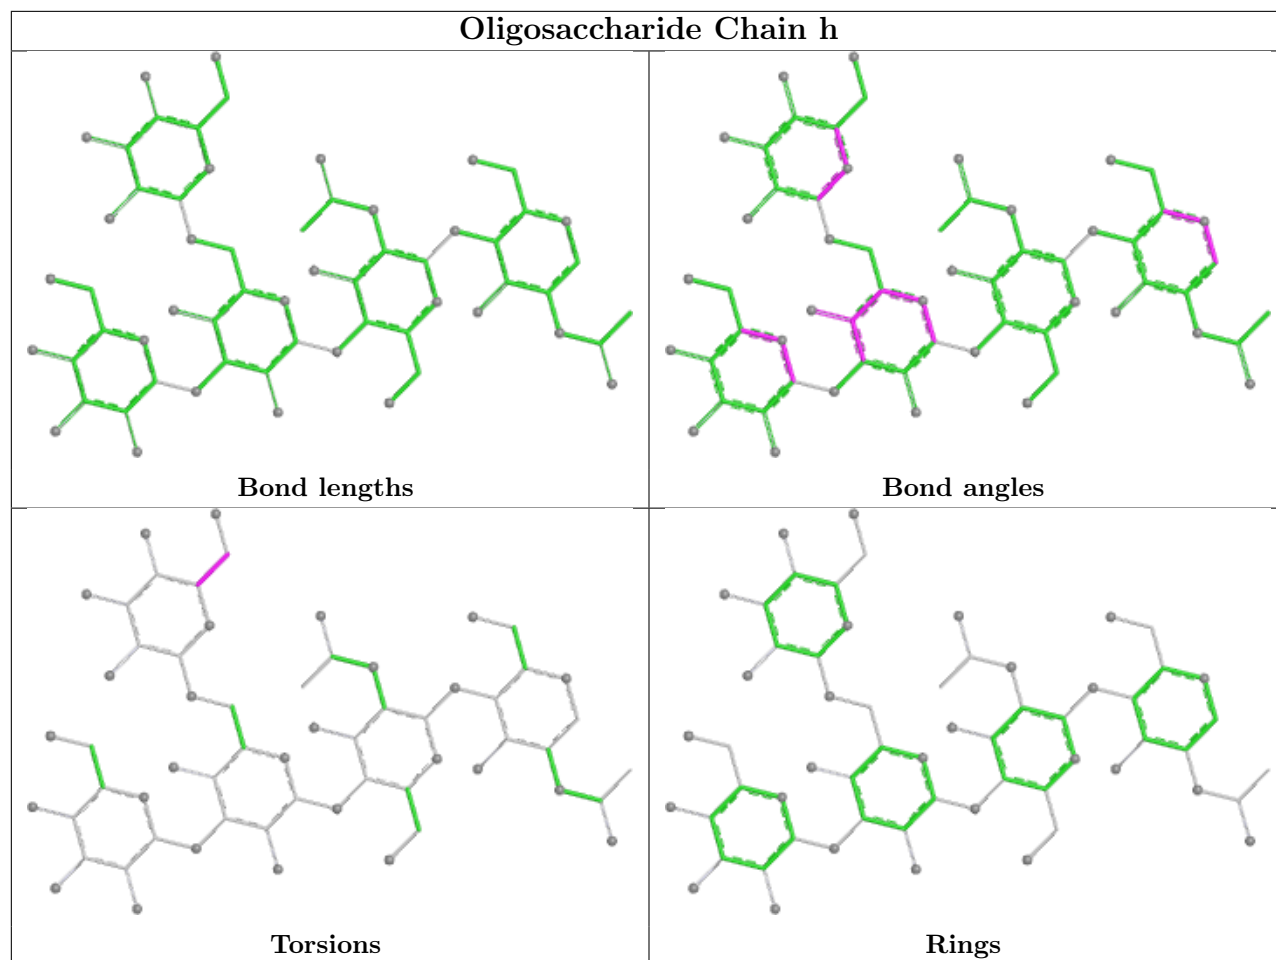 Oligosaccharide Chain h
Bond lengths
Bond angles
Torsions
Rings